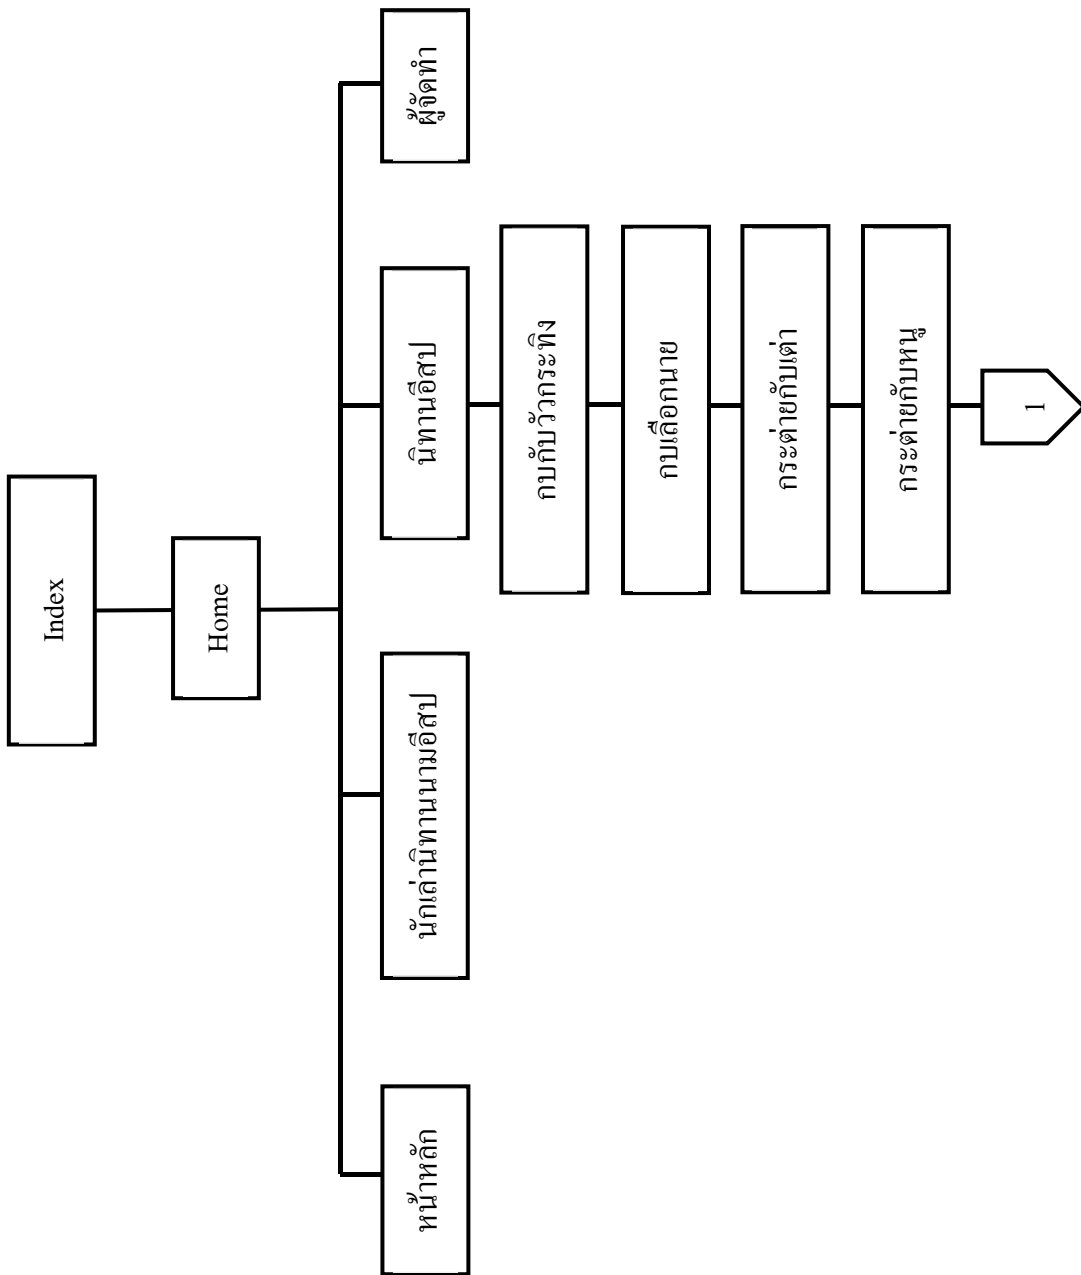 Index
Home
หน้าหลัก
นักเล่านิทานนามอีสป
นิทานอีสป
ผู้จัดทำ
กบกับวัวกระทิง
กบเลือกนาย
กระต่ายกับเต่า
กระต่ายกับหนู
1